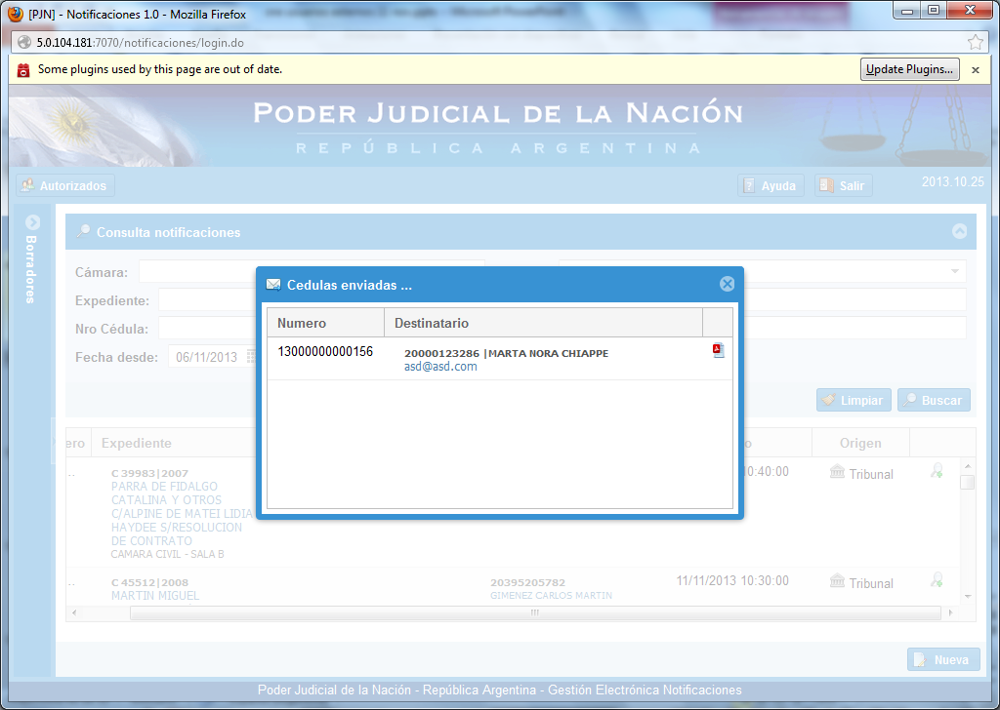 [PJN] - Notificaciones 1.0 - Mozilla Firefox
5.0.104.181:7070/notificaciones/login.do
Some plugins used by this page are out of date.
Update Plugins...
PODER JUDICIAL DE LA NACIÓN
REPÚBLICA ARGENTINA
Autorizados
Ayuda
Salir
2013.10.25
Borradores
Consulta notificaciones
Cámara:
Expediente:
Nro Cédula:
Fecha desde:
06/11/2013
Cedulas enviadas ...
Numero
Destinatario
13000000000156
20000123286 |MARTA NORA CHIAPPE
asd@asd.com
Limpiar
Buscar
ero
Expediente
o
Origen
..
C 39983|2007
PARRA DE FIDALGO
CATALINA Y OTROS
C/ALPINE DE MATEI LIDIA
HAYDEE S/RESOLUCION
DE CONTRATO
CAMARA CIVIL - SALA B
0:40:00
Tribunal
..
C 45512|2008
MARTIN MIGUEL
20395205782
GIMENEZ CARLOS MARTIN
11/11/2013 10:30:00
Tribunal
Nueva
Poder Judicial de la Nación - República Argentina - Gestión Electrónica Notificaciones